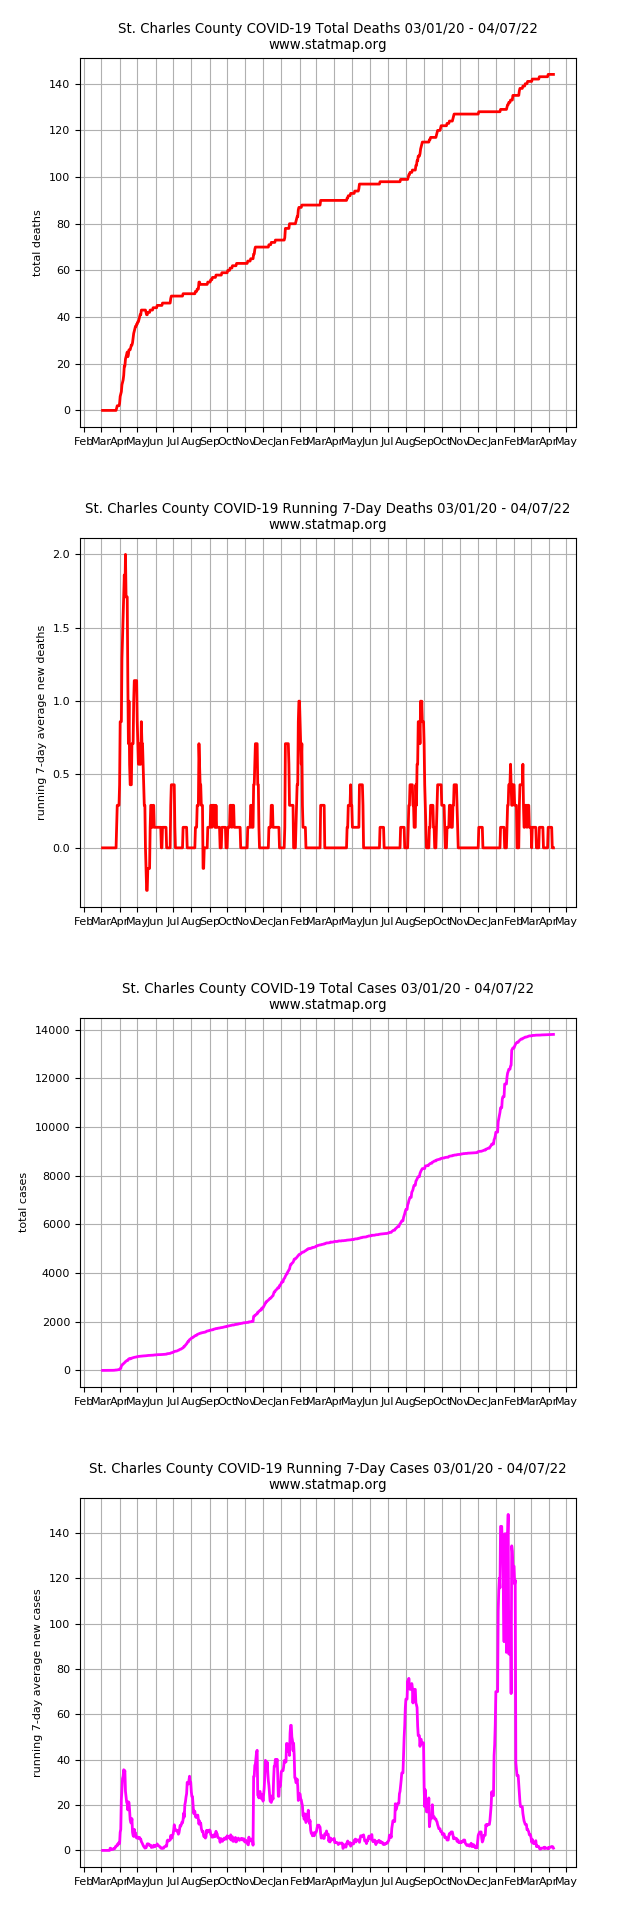 St. Charles County COVID-19 Total Deaths 03/01/20 - 04/07/22
www.statmap.org
140
120
100
80
60
40
20
0
total deaths
Feb Mar Apr May Jun Jul Aug Sep Oct Nov Dec Jan Feb Mar Apr May Jun Jul Aug Sep Oct Nov Dec Jan Feb Mar Apr May
St. Charles County COVID-19 Running 7-Day Deaths 03/01/20 - 04/07/22
www.statmap.org
2.0
1.5
1.0
0.5
0.0
running 7-day average new deaths
Feb Mar Apr May Jun Jul Aug Sep Oct Nov Dec Jan Feb Mar Apr May Jun Jul Aug Sep Oct Nov Dec Jan Feb Mar Apr May
St. Charles County COVID-19 Total Cases 03/01/20 - 04/07/22
www.statmap.org
14000
12000
10000
8000
6000
4000
2000
0
total cases
Feb Mar Apr May Jun Jul Aug Sep Oct Nov Dec Jan Feb Mar Apr May Jun Jul Aug Sep Oct Nov Dec Jan Feb Mar Apr May
St. Charles County COVID-19 Running 7-Day Cases 03/01/20 - 04/07/22
www.statmap.org
140
120
100
80
60
40
20
0
running 7-day average new cases
Feb Mar Apr May Jun Jul Aug Sep Oct Nov Dec Jan Feb Mar Apr May Jun Jul Aug Sep Oct Nov Dec Jan Feb Mar Apr May